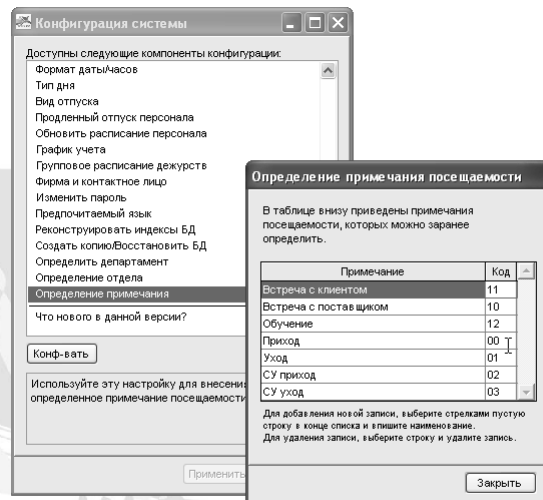 Конфигурация системы
Доступны следующие компоненты конфигурации:
Формат даты/часов
Тип дня
Вид отпуска
Продленный отпуск персонала
Обновить расписание персонала
График учета
Групповое расписание дежурств
Фирма и контактное лицо
Изменить пароль
Предпочитаемый язык
Реконструировать индексы БД
Создать копию/Восстановить БД
Определить департамент
Определение отдела
Определение примечания
Что нового в данной версии?
Конф-вать
Используйте эту настройку для внесени
определенное примечание посещаемости
Применить
Определение примечания посещаемости
В таблице внизу приведены примечания
посещаемости, которых можно заранее
определить.
Примечание Код
Встреча с клиентом 11
Встреча с поставщиком 10
Обучение 12
Приход 00
Уход 01
СУ приход 02
СУ уход 03
Для добавления новой записи, выберите стрелками пустую
строку в конце списка и впишите наименование.
Для удаления записи, выберите строку и удалите запись.
Закрыть